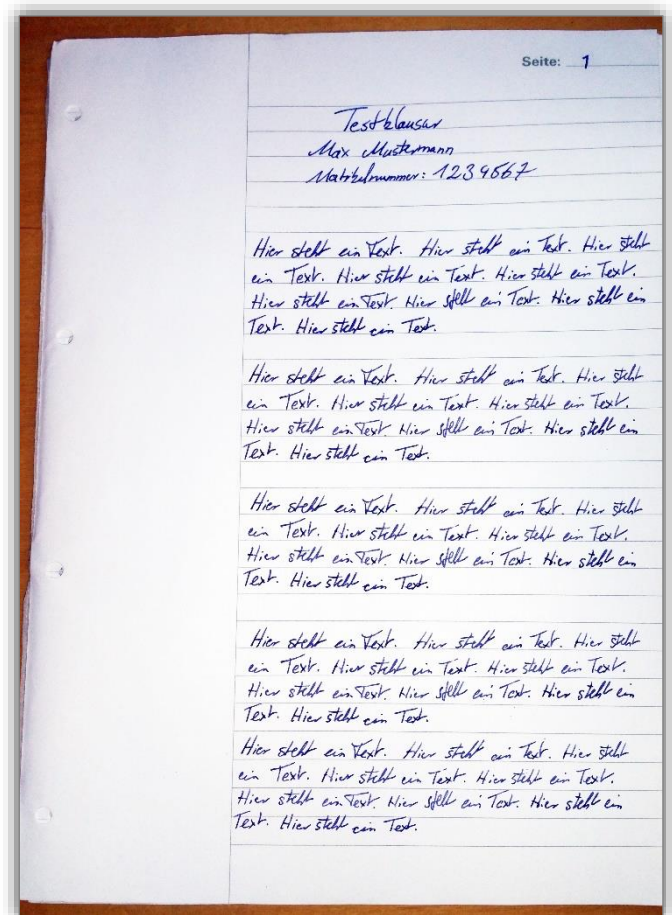 Seite: 1
Testklausur
Max Mustermann
Matrikelnummer: 1234567
Hier steht ein Text. Hier steht ein Text. Hier steht
ein Text. Hier steht ein Text. Hier steht ein Text.
Hier steht ein Text. Hier steht ein Text. Hier steht ein
Text. Hier steht ein Text.
Hier steht ein Text. Hier steht ein Text. Hier steht
ein Text. Hier steht ein Text. Hier steht ein Text.
Hier steht ein Text. Hier steht ein Text. Hier steht ein
Text. Hier steht ein Text.
Hier steht ein Text. Hier steht ein Text. Hier steht
ein Text. Hier steht ein Text. Hier steht ein Text.
Hier steht ein Text. Hier steht ein Text. Hier steht ein
Text. Hier steht ein Text.
Hier steht ein Text. Hier steht ein Text. Hier steht
ein Text. Hier steht ein Text. Hier steht ein Text.
Hier steht ein Text. Hier steht ein Text. Hier steht ein
Text. Hier steht ein Text.
Hier steht ein Text. Hier steht ein Text. Hier steht
ein Text. Hier steht ein Text. Hier steht ein Text.
Hier steht ein Text. Hier steht ein Text. Hier steht ein
Text. Hier steht ein Text.